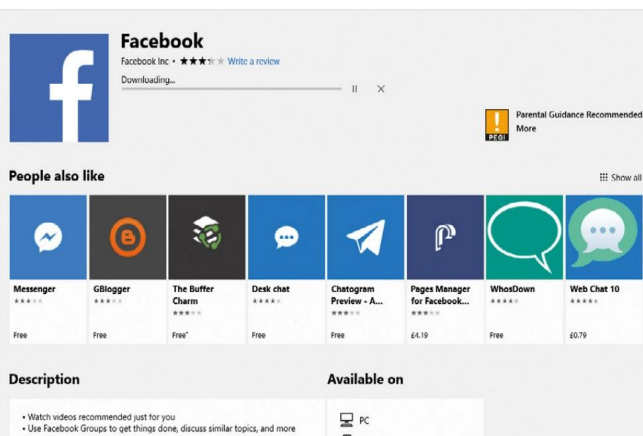 Facebook
Facebook Inc • ★★★★★ Write a review
Downloading...
Parental Guidance Recommended
More
PEGI
People also like
Show all
Messenger
GBlogger
The Buffer
Charm
Desk chat
Chatogram
Preview - A...
Pages Manager
for Facebook...
WhosDown
Web Chat 10
Free
Free
Free*
Free
Free
£4.19
Free
£0.79
Description
Available on
• Watch videos recommended just for you
• Use Facebook Groups to get things done, discuss similar topics, and more
PC